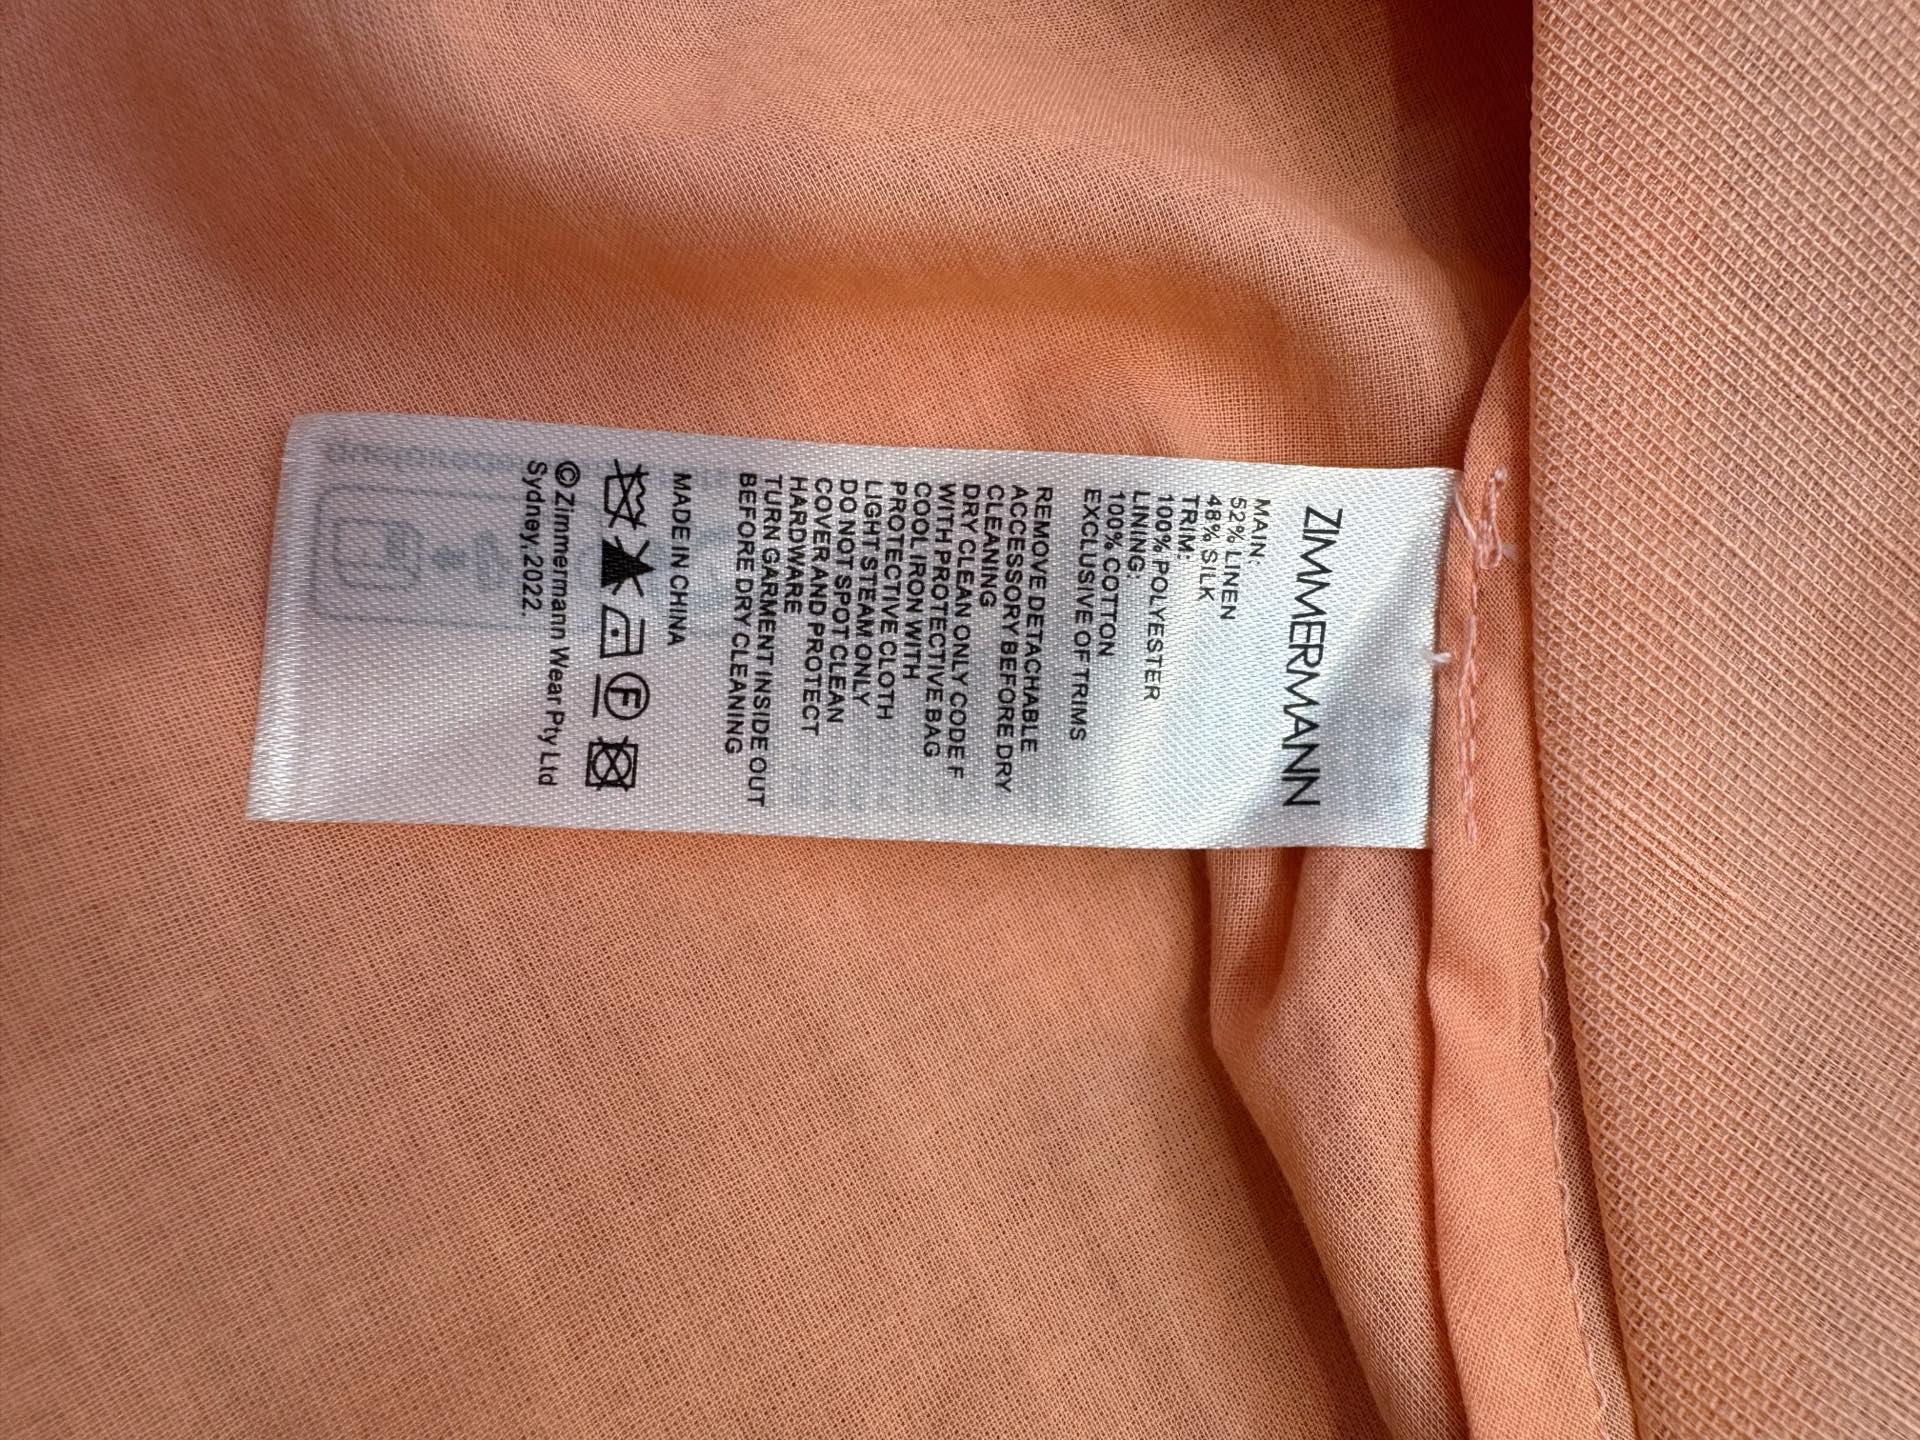 ZIMMERMANN
MAIN:
52% LINEN
48% SILK
TRIM:
100% POLYESTER
LINING:
100% COTTON
EXCLUSIVE OF TRIMS
REMOVE DETACHABLE
ACCESSORY BEFORE DRY
CLEANING
DRY CLEAN ONLY CODE F
WITH PROTECTIVE BAG
COOL IRON WITH
PROTECTIVE CLOTH
LIGHT STEAM ONLY
DO NOT SPOT CLEAN
COVER AND PROTECT
HARDWARE
TURN GARMENT INSIDE OUT
BEFORE DRY CLEANING
MADE IN CHINA
F
© Zimmermann Wear Pty Ltd
Sydney,2022.